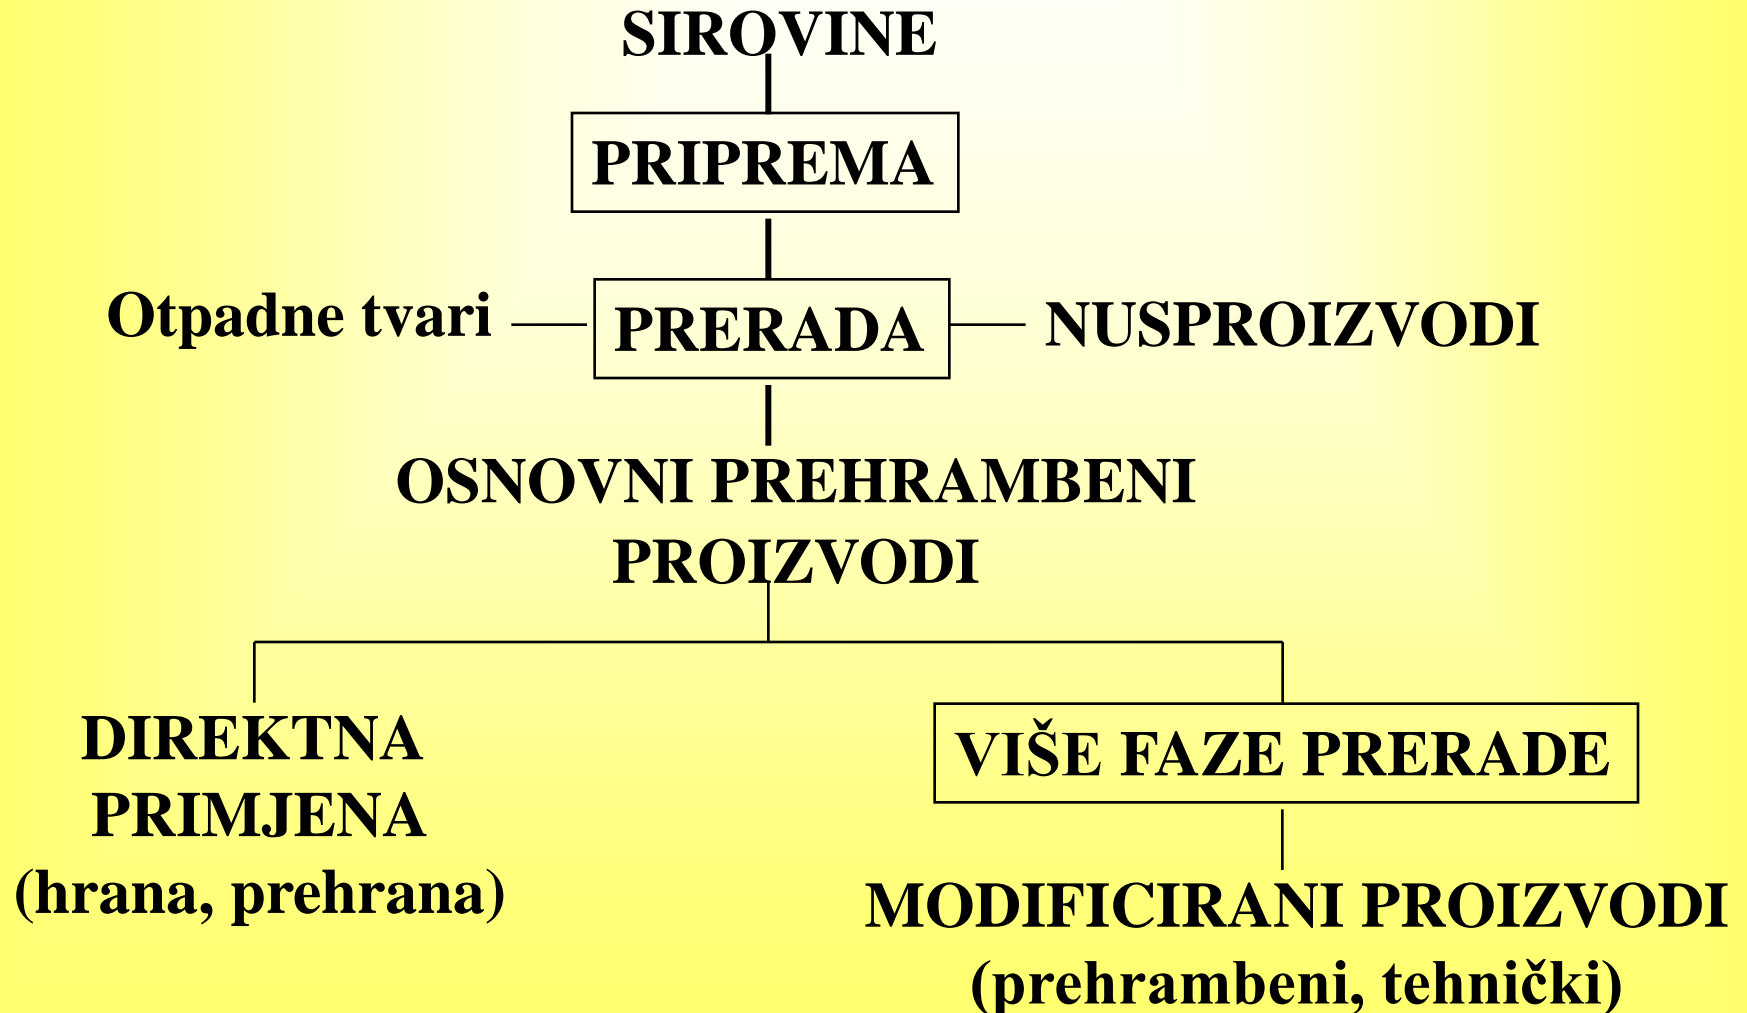 SIROVINE
PRIPREMA
Otpadne tvari
PRERADA
NUSPROIZVODI
OSNOVNI PREHRAMBENI
PROIZVODI
DIREKTNA
PRIMJENA
(hrana, prehrana)
VIŠE FAZE PRERADE
MODIFICIRANI PROIZVODI
(prehrambeni, tehnički)